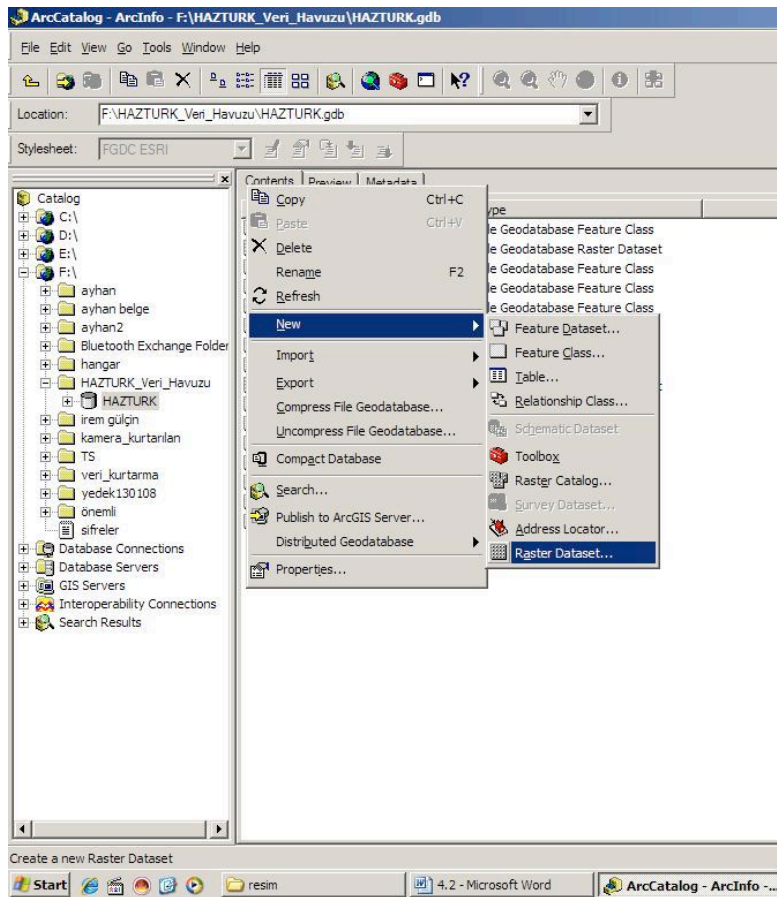 ArcCatalog - ArcInfo - F:\HAZTURK_Veri_Havuzu\HAZTURK.gdb
File Edit View Go Tools Window Help
Location: F:\HAZTURK_Veri_Havuzu\HAZTURK.gdb
Stylesheet: FGDC ESRI
Contents Preview Metadata
Catalog
C:\
D:\
E:\
F:\
ayhan
ayhan belge
ayhan2
Bluetooth Exchange Folder
hangar
HAZTURK_Veri_Havuzu
HAZTURK
irem gülçin
kamera_kurtarılan
TS
veri_kurtarma
yedek130108
önemli
sifreler
Database Connections
Database Servers
GIS Servers
Interoperability Connections
Search Results
Copy Ctrl+C
Paste Ctrl+V
Delete
Rename F2
Refresh
New
Import
Export
Compress File Geodatabase...
Uncompress File Geodatabase...
Compact Database
Search...
Publish to ArcGIS Server...
Distributed Geodatabase
Properties...
ype
le Geodatabase Feature Class
le Geodatabase Raster Dataset
le Geodatabase Feature Class
le Geodatabase Feature Class
le Geodatabase Feature Class
Feature Dataset...
Feature Class...
Table...
Relationship Class...
Schematic Dataset
Toolbox
Raster Catalog...
Survey Dataset...
Address Locator...
Raster Dataset...
Create a new Raster Dataset
Start resim 4.2 - Microsoft Word ArcCatalog - ArcInfo -...